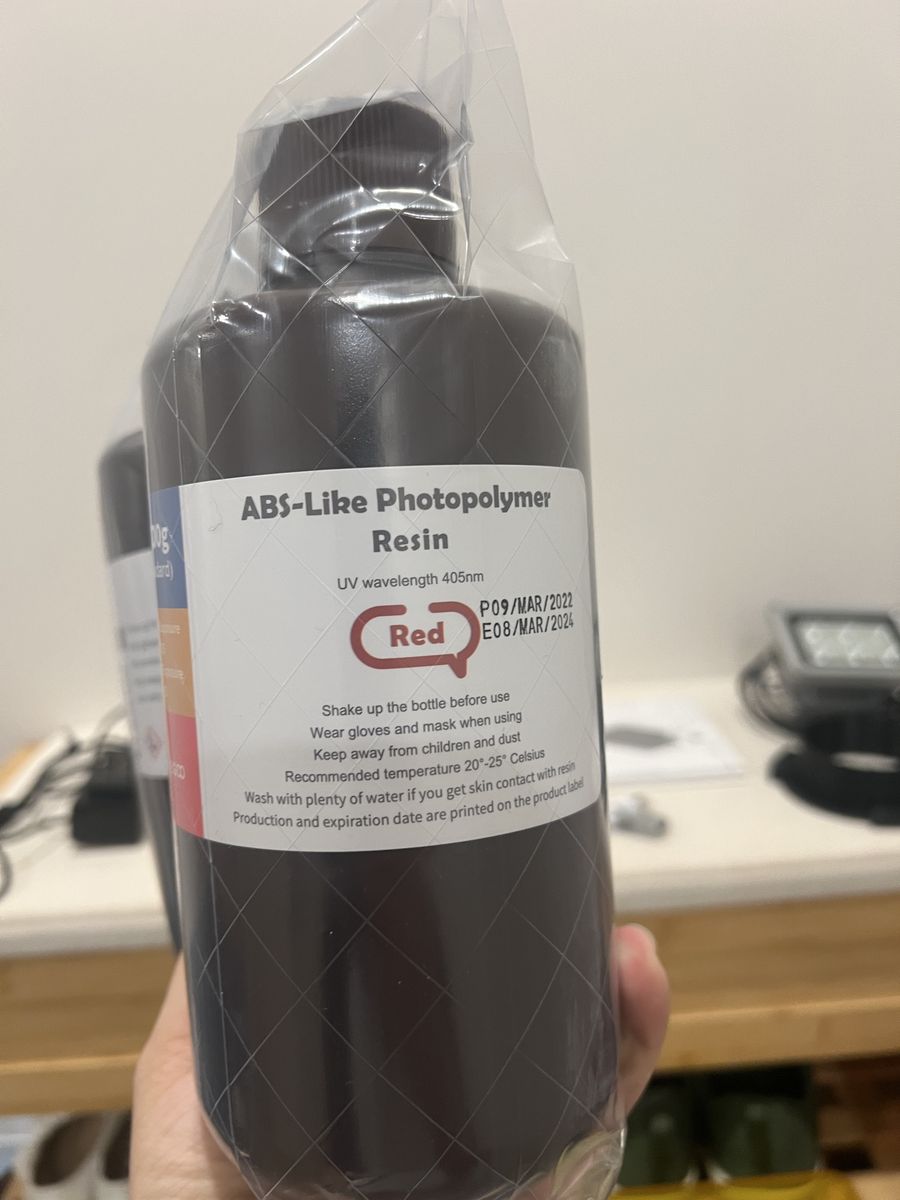 ABS-Like Photopolymer
Resin
UV wavelength 405nm
P09/MAR/2022
E08/MAR/2024
Red
Shake up the bottle before use
Wear gloves and mask when using
Keep away from children and dust
Recommended temperature 20°-25° Celsius
Wash with plenty of water if you get skin contact with resin
Production and expiration date are printed on the product label